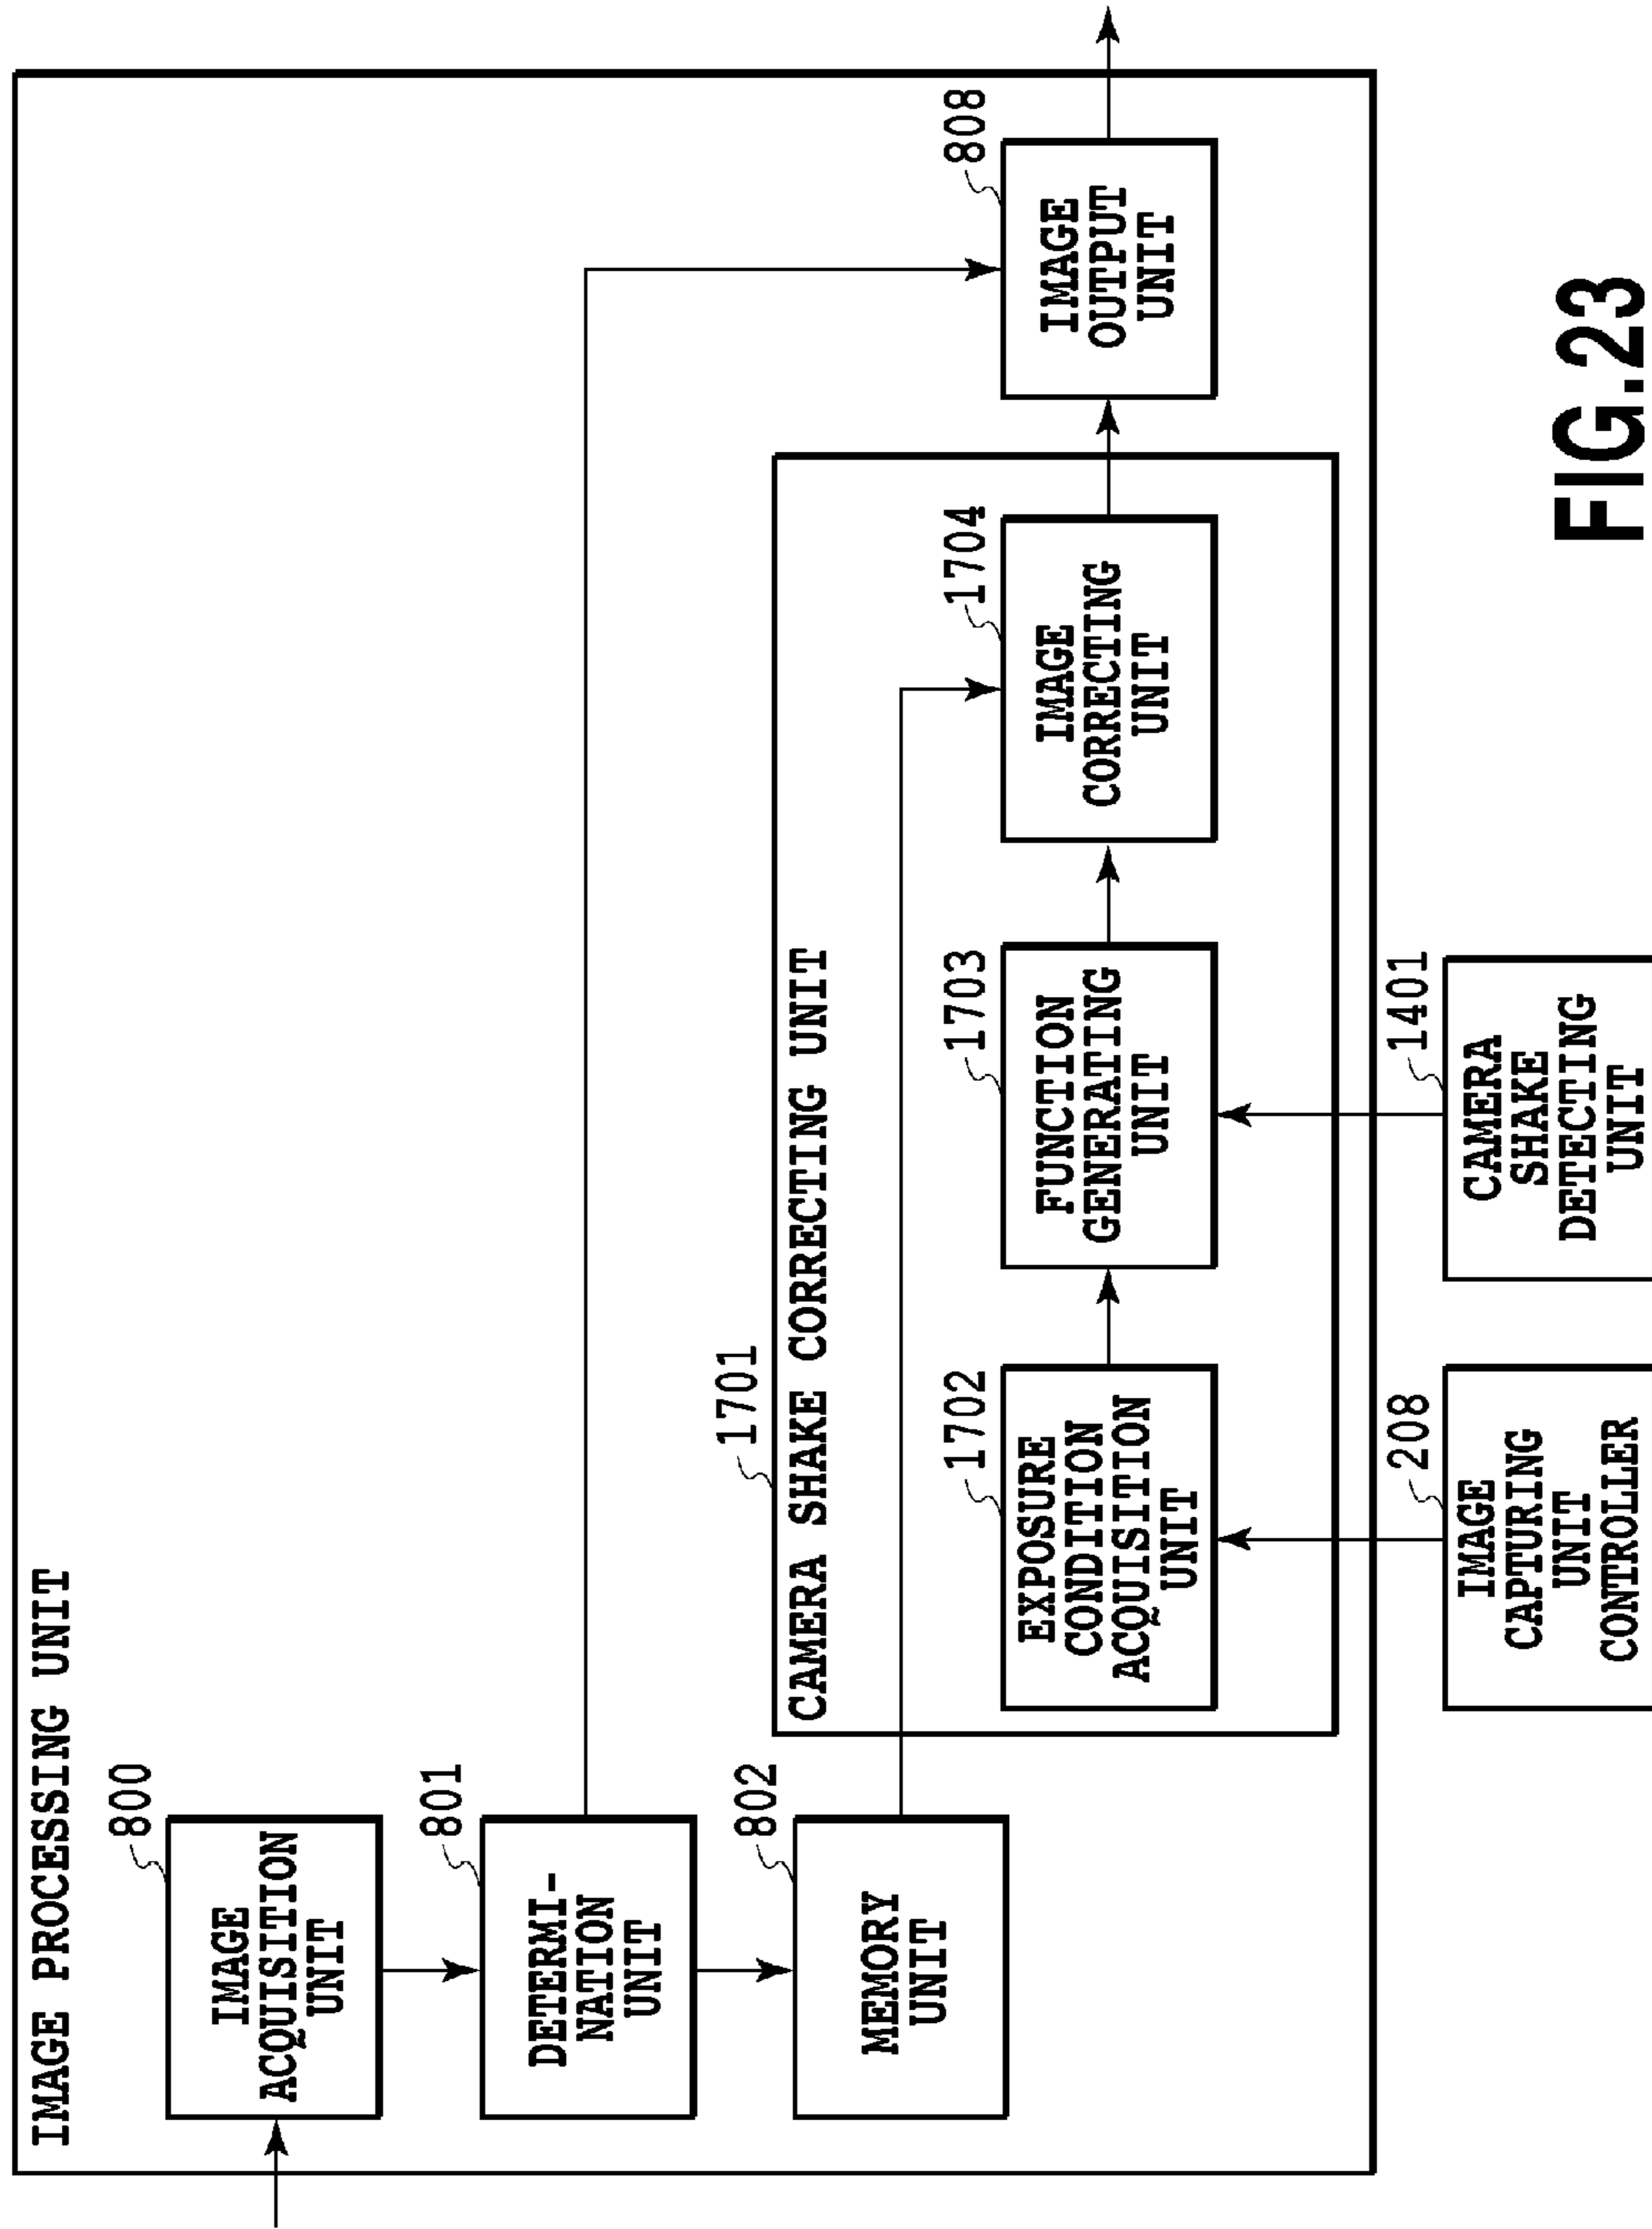 IMAGE PROCESSING UNIT
800
IMAGE
ACQUISITION
UNIT
801
DETERMI-
NATION
UNIT
802
MEMORY
UNIT
1701
CAMERA SHAKE CORRECTING UNIT
1702
EXPOSURE
CONDITION
ACQUISITION
UNIT
1703
FUNCTION
GENERATING
UNIT
1704
IMAGE
CORRECTING
UNIT
808
IMAGE
OUTPUT
UNIT
208
IMAGE
CAPTURING
UNIT
CONTROLLER
1401
CAMERA
SHAKE
DETECTING
UNIT
FIG.23